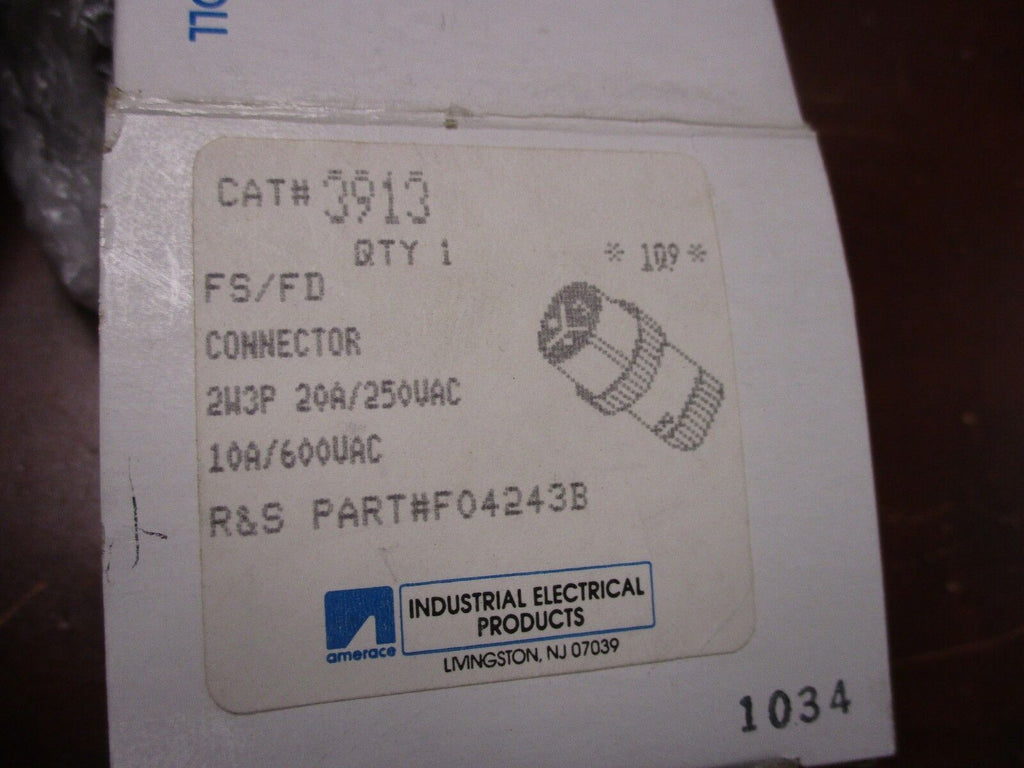 CAT# 3913
QTY 1
* 109 *
FS/FD
CONNECTOR
2W3P 20A/250VAC
10A/600VAC
R&S PART#F04243B
amerace
INDUSTRIAL ELECTRICAL
PRODUCTS
LIVINGSTON, NJ 07039
1034